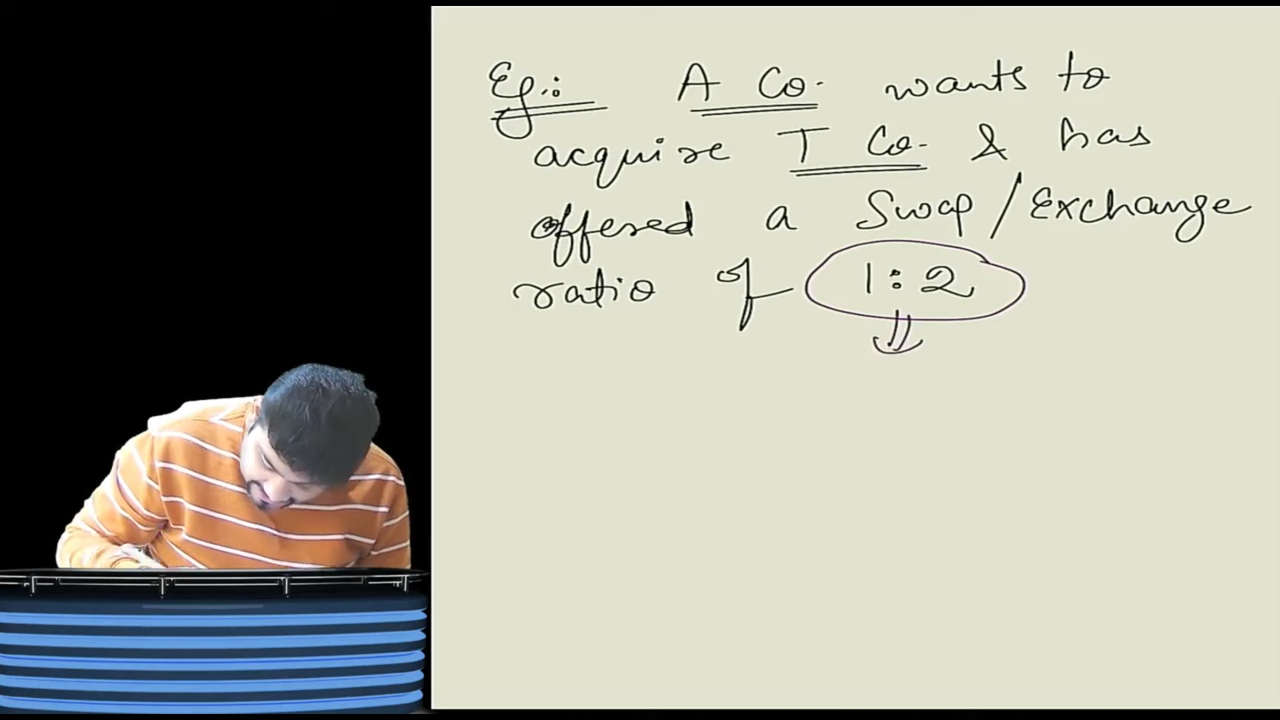 Eg.: A Co. wants to
acquire T Co. & has
offered a Swap/Exchange
ratio of 1:2